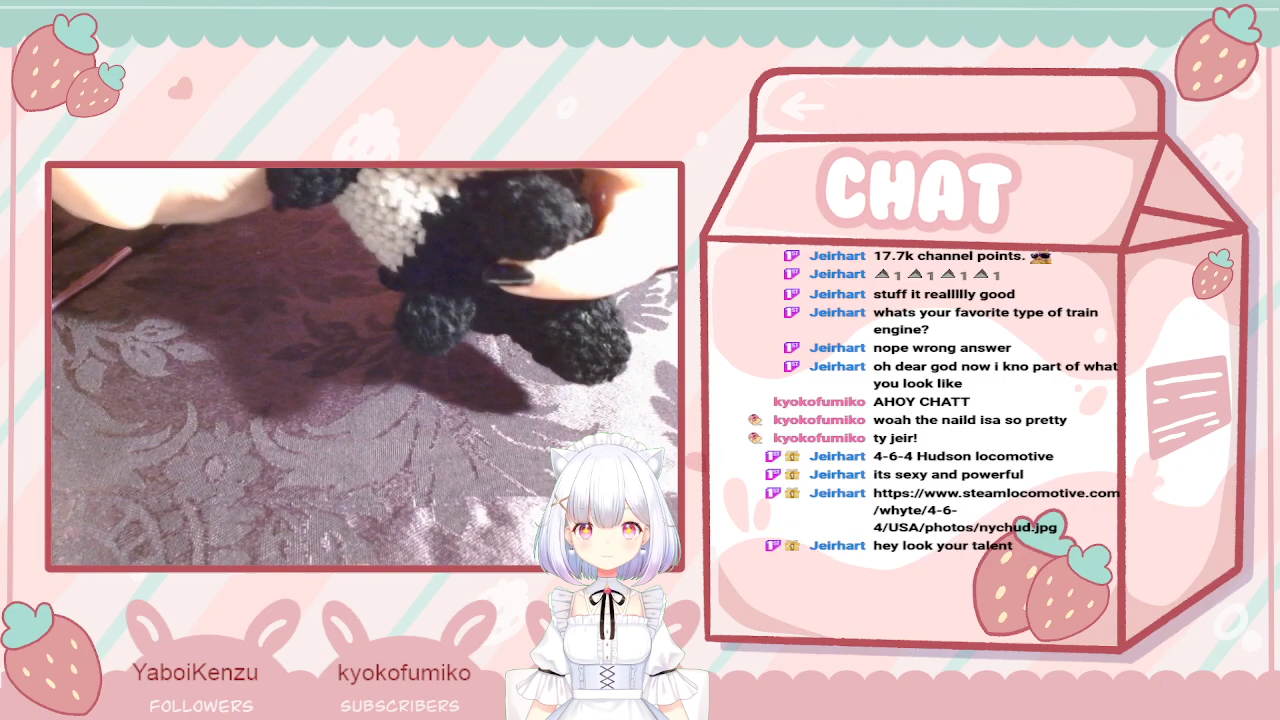 CHAT
Jeirhart 17.7k channel points.
Jeirhart 1 1 1 1
Jeirhart stuff it reallllly good
Jeirhart whats your favorite type of train
engine?
Jeirhart nope wrong answer
Jeirhart oh dear god now i kno part of what
you look like
kyokofumiko AHOY CHATT
kyokofumiko woah the naild isa so pretty
kyokofumiko ty jeir!
Jeirhart 4-6-4 Hudson locomotive
Jeirhart its sexy and powerful
Jeirhart https://www.steamlocomotive.com
/whyte/4-6-
4/USA/photos/nychud.jpg
Jeirhart hey look your talent
YaboiKenzu kyokofumiko
FOLLOWERS SUBSCRIBERS